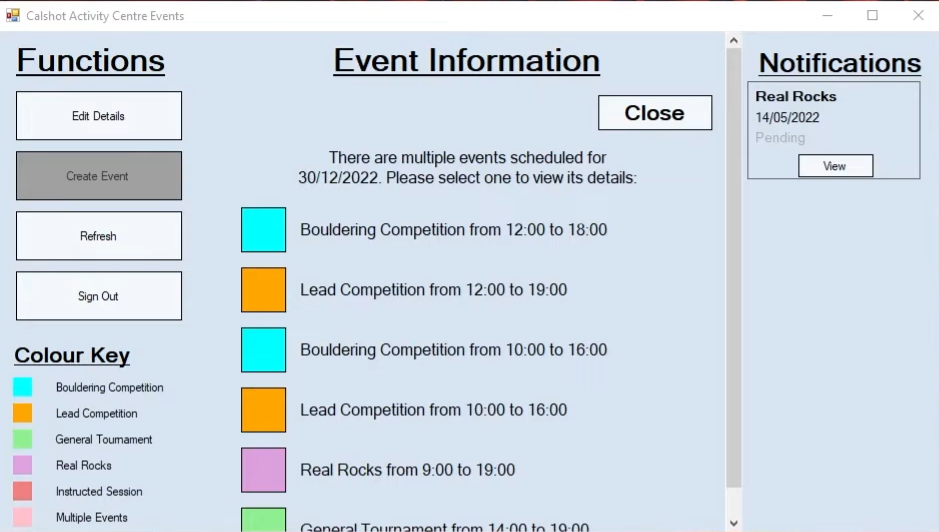 Calshot Activity Centre Events
Functions
Edit Details
Create Event
Refresh
Sign Out
Colour Key
Bouldering Competition
Lead Competition
General Tournament
Real Rocks
Instructed Session
Multiple Events
Event Information
Close
There are multiple events scheduled for
30/12/2022. Please select one to view its details:
Bouldering Competition from 12:00 to 18:00
Lead Competition from 12:00 to 19:00
Bouldering Competition from 10:00 to 16:00
Lead Competition from 10:00 to 16:00
Real Rocks from 9:00 to 19:00
General Tournament from 14:00 to 19:00
Notifications
Real Rocks
14/05/2022
Pending
View